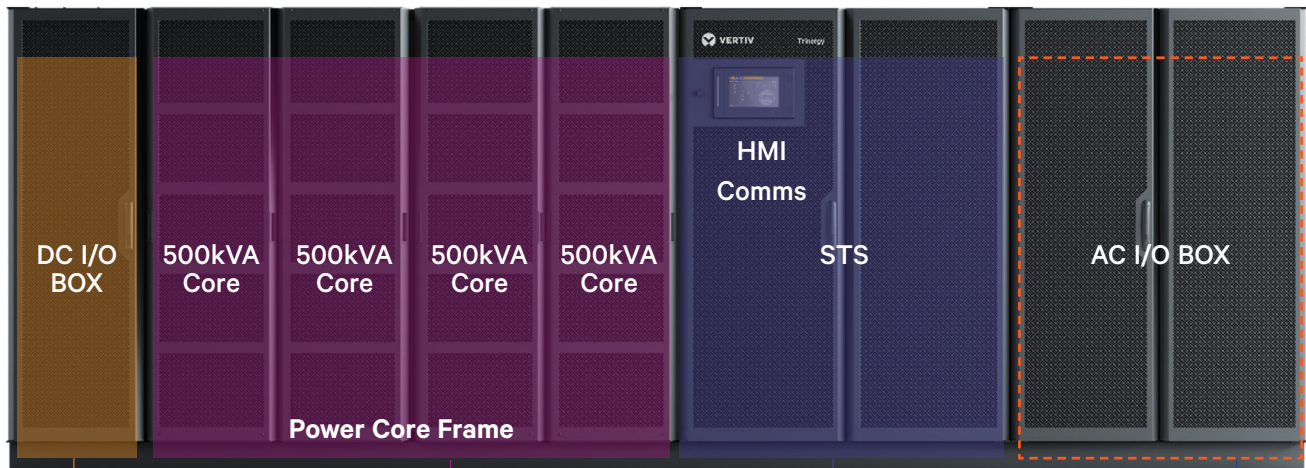 VERTIV Trinergy
HMI
Comms
DC I/O
BOX
500kVA
Core
500kVA
Core
500kVA
Core
500kVA
Core
STS
AC I/O BOX
Power Core Frame